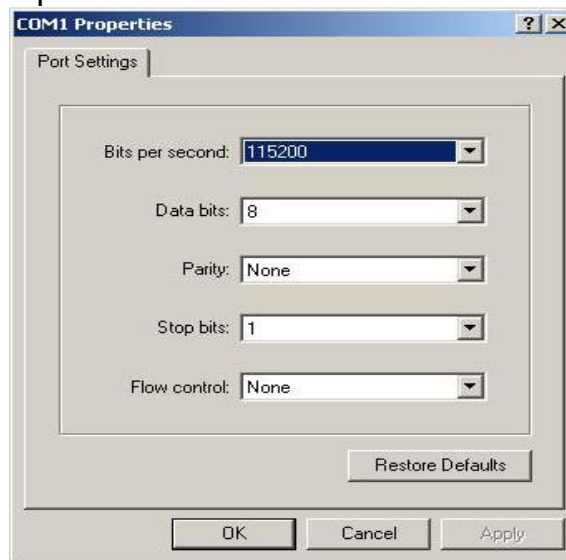 COM1 Properties
Port Settings
Bits per second: 115200
Data bits: 8
Parity: None
Stop bits: 1
Flow control: None
Restore Defaults
OK Cancel Apply